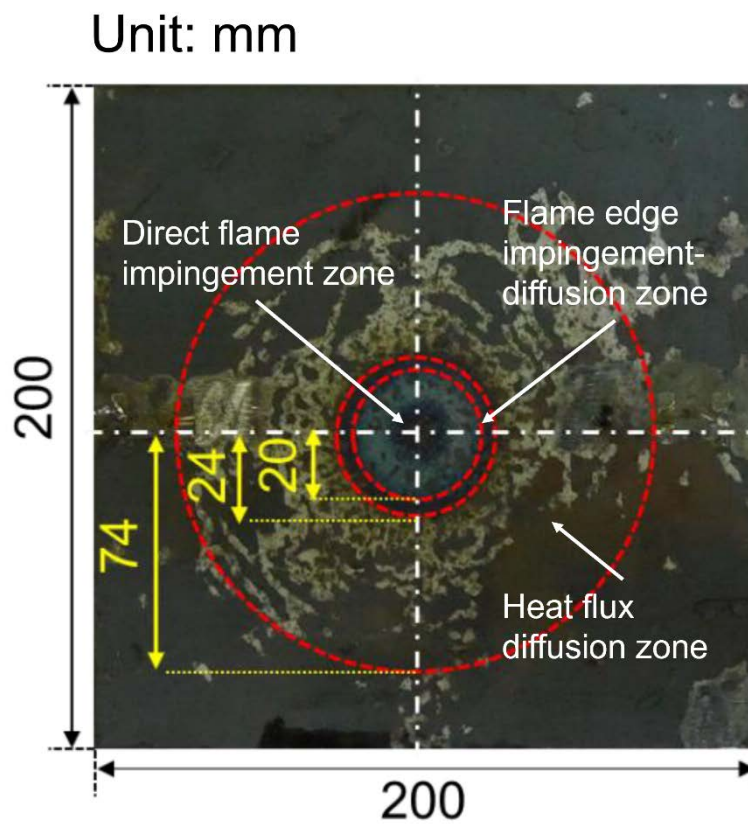 Unit: mm
Direct flame
impingement zone
Flame edge
impingement-
diffusion zone
200
24
20
74
Heat flux
diffusion zone
200